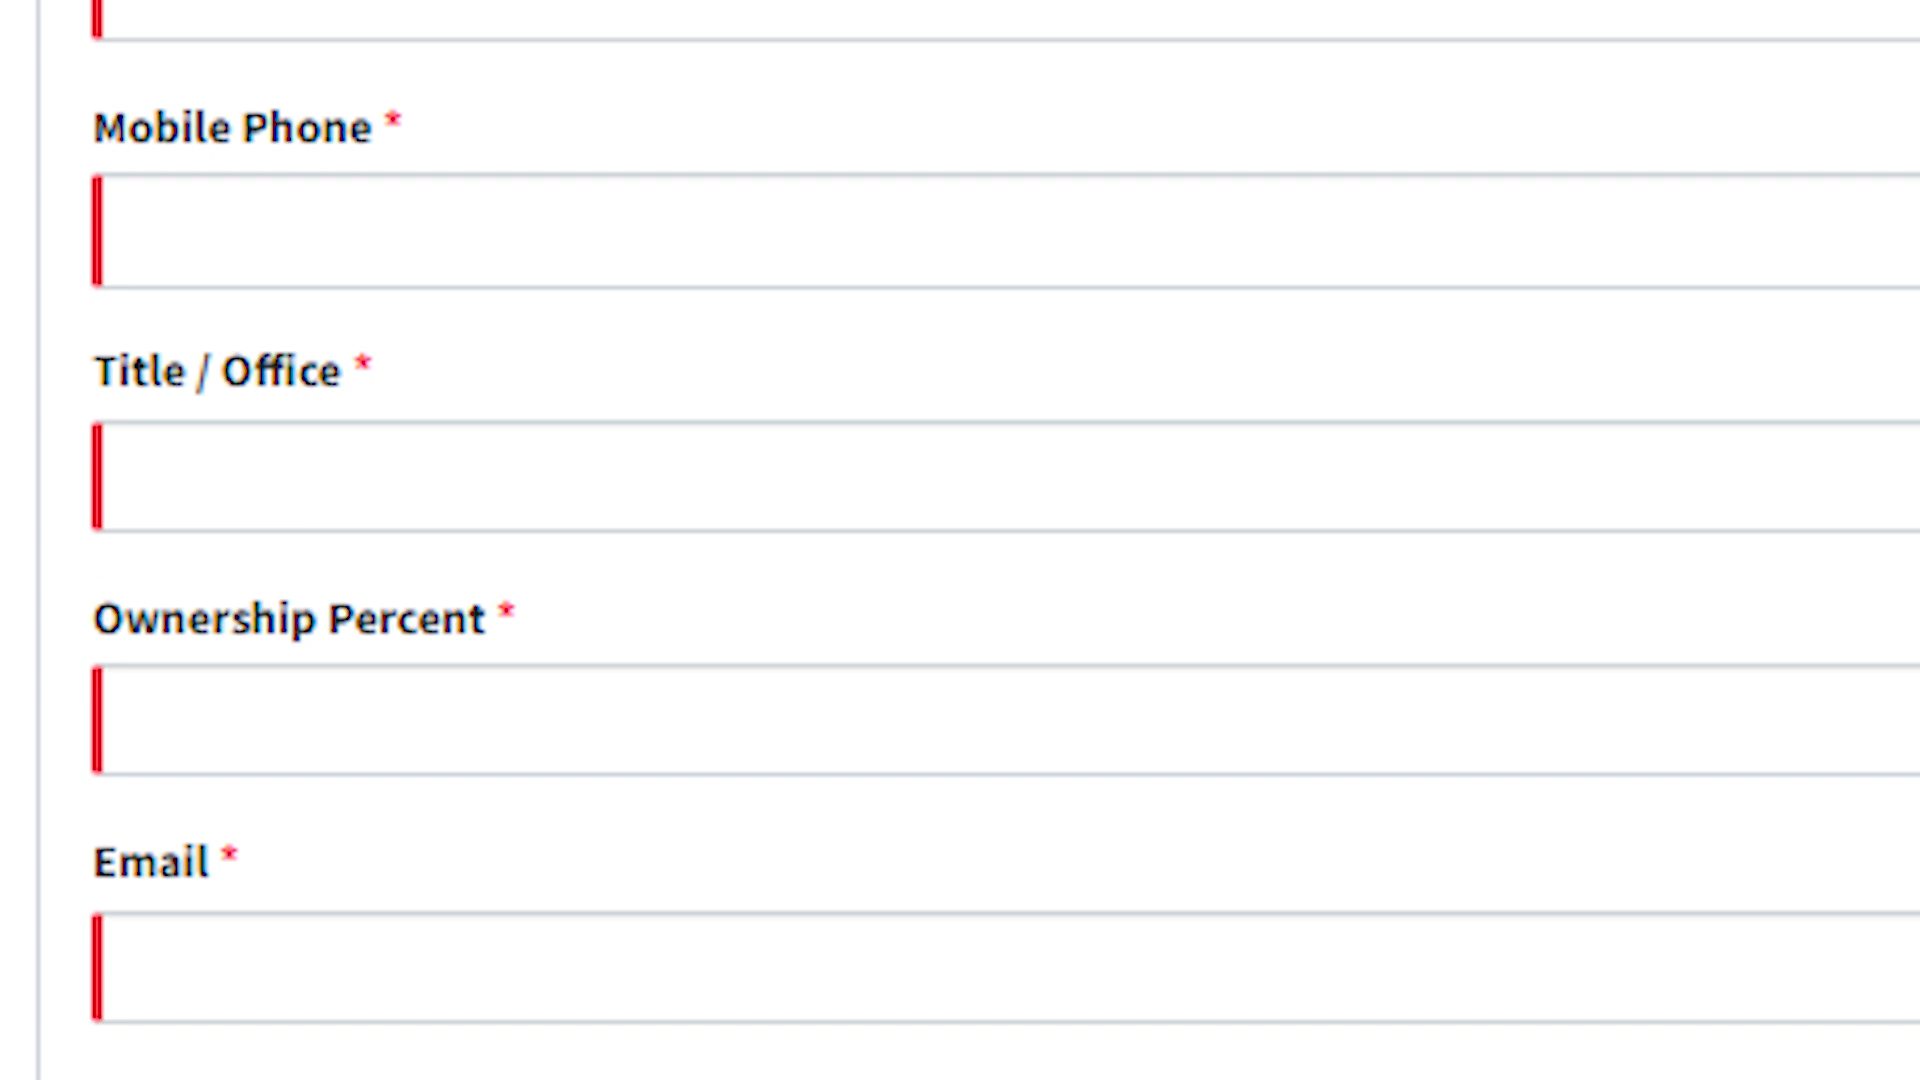 Mobile Phone *
Title / Office *
Ownership Percent *
Email *